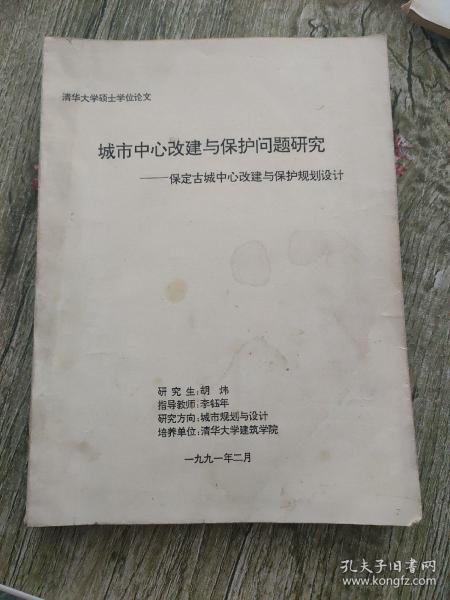 清华大学硕士学位论文
城市中心改建与保护问题研究
——保定古城中心改建与保护规划设计
研究生:胡 炜
指导教师:李钰年
研究方向:城市规划与设计
培养单位:清华大学建筑学院
一九九一年二月
孔夫子旧书网
www.kongfz.com